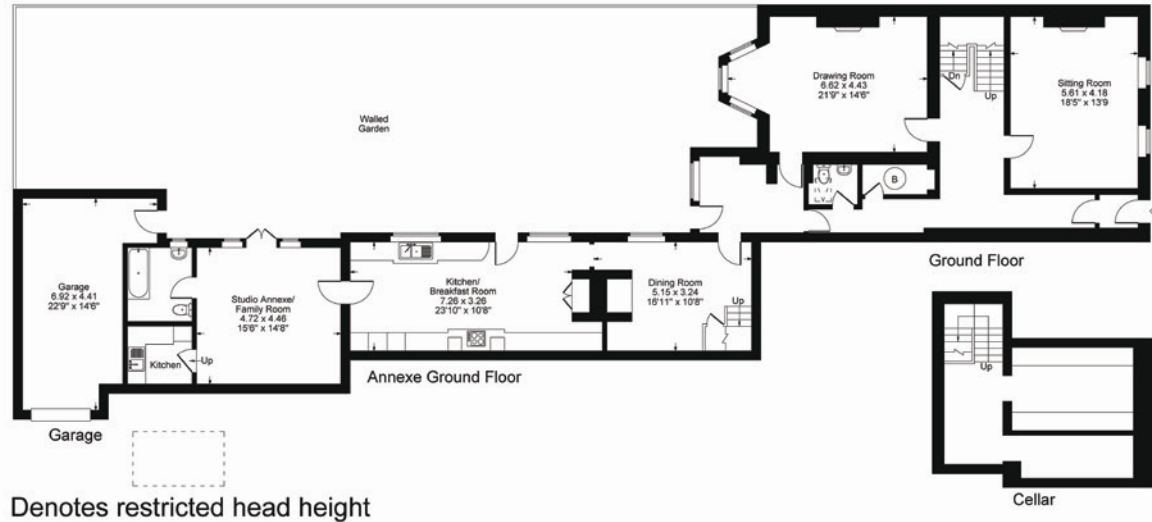 Walled
Garden
Drawing Room
6.62 x 4.43
21'9" x 14'6"
Dn
Up
Sitting Room
5.61 x 4.18
18'5" x 13'9
B
Ground Floor
Garage
6.92 x 4.41
22'9" x 14'6"
Studio Annexe/
Family Room
4.72 x 4.46
15'6" x 14'8"
Kitchen
Up
Kitchen/
Breakfast Room
7.26 x 3.26
23'10" x 10'8"
Dining Room
5.15 x 3.24
16'11" x 10'8"
Up
Annexe Ground Floor
Garage
Up
Cellar
Denotes restricted head height